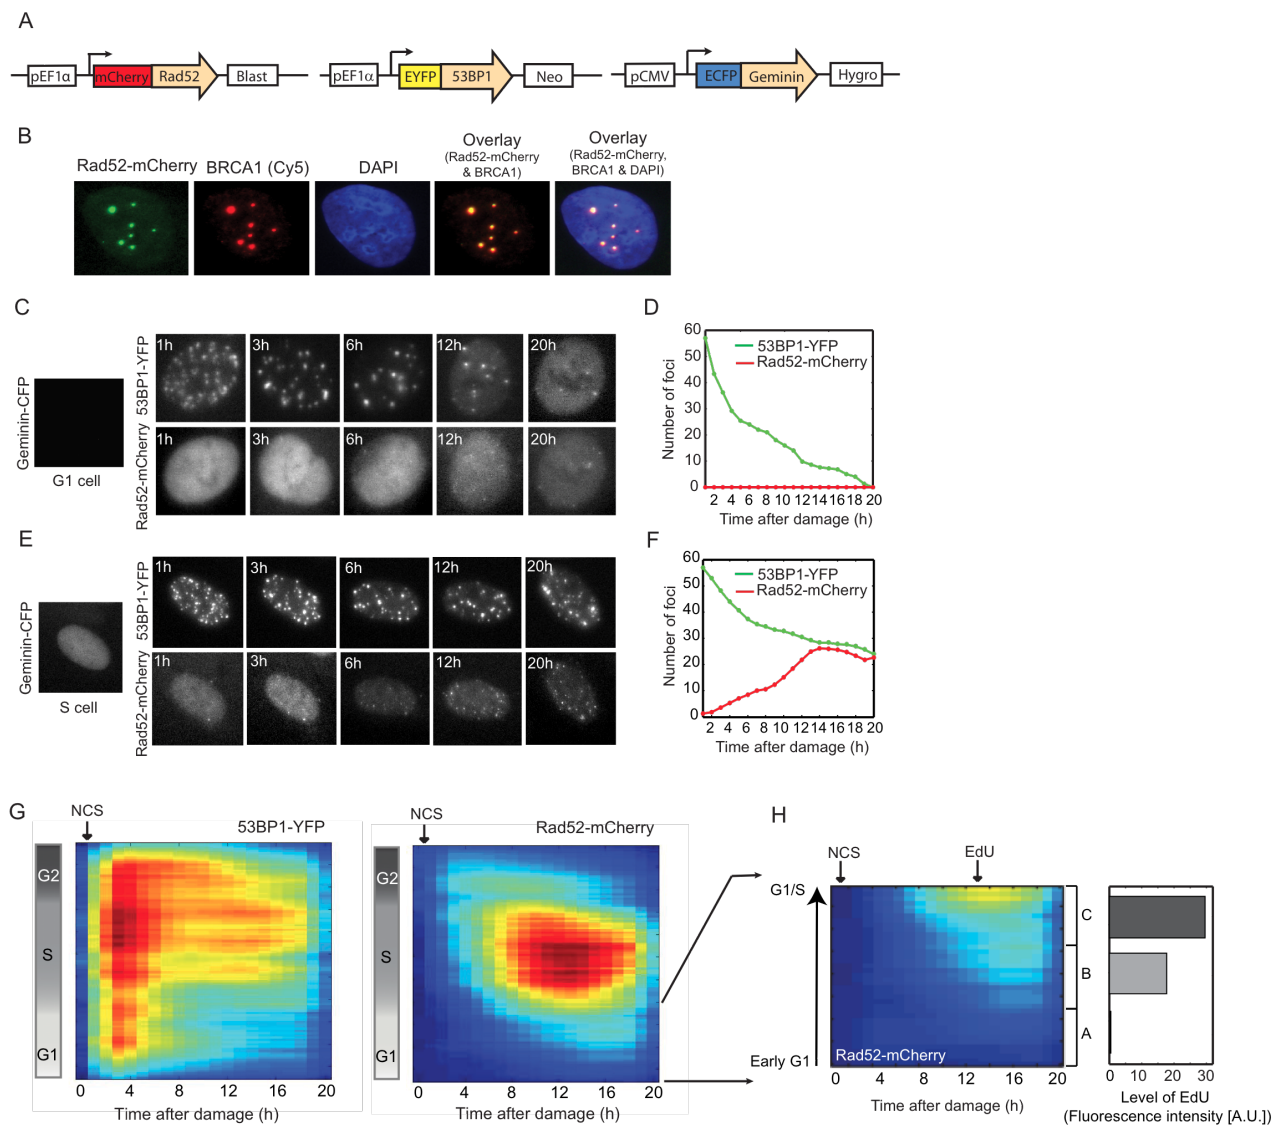 A
pEF1α mCherry Rad52 Blast
pEF1α EYFP 53BP1 Neo
pCMV ECFP Geminin Hygro
B
Rad52-mCherry
BRCA1 (Cy5)
DAPI
Overlay
(Rad52-mCherry
& BRCA1)
Overlay
(Rad52-mCherry,
BRCA1 & DAPI)
C
Geminin-CFP
G1 cell
53BP1-YFP
1h 3h 6h 12h 20h
Rad52-mCherry
1h 3h 6h 12h 20h
D
Number of foci
60
50
40
30
20
10
0
53BP1-YFP
Rad52-mCherry
2 4 6 8 10 12 14 16 18 20
Time after damage (h)
E
Geminin-CFP
S cell
53BP1-YFP
1h 3h 6h 12h 20h
Rad52-mCherry
1h 3h 6h 12h 20h
F
Number of foci
60
50
40
30
20
10
0
53BP1-YFP
Rad52-mCherry
2 4 6 8 10 12 14 16 18 20
Time after damage (h)
G
NCS
53BP1-YFP
G2
S
G1
0 4 8 12 16 20
Time after damage (h)
NCS
Rad52-mCherry
G2
S
G1
0 4 8 12 16 20
Time after damage (h)
H
NCS
EdU
G1/S
Early G1
Rad52-mCherry
0 4 8 12 16 20
Time after damage (h)
C
B
A
0 10 20 30
Level of EdU
(Fluorescence intensity [A.U.])